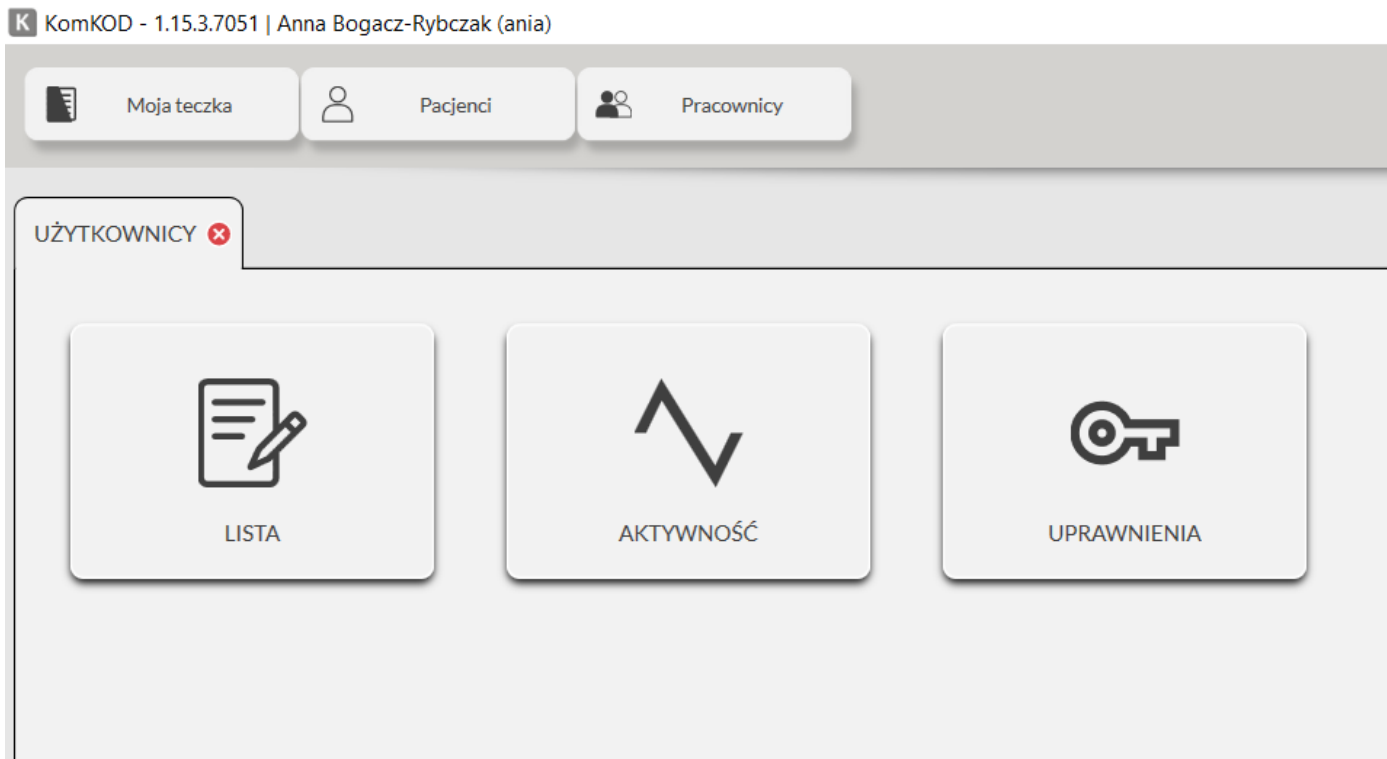 K KomKOD - 1.15.3.7051 | Anna Bogacz-Rybczak (ania)
Moja teczka Pacjenci Pracownicy
UŻYTKOWNICY
LISTA AKTYWNOŚĆ UPRAWNIENIA